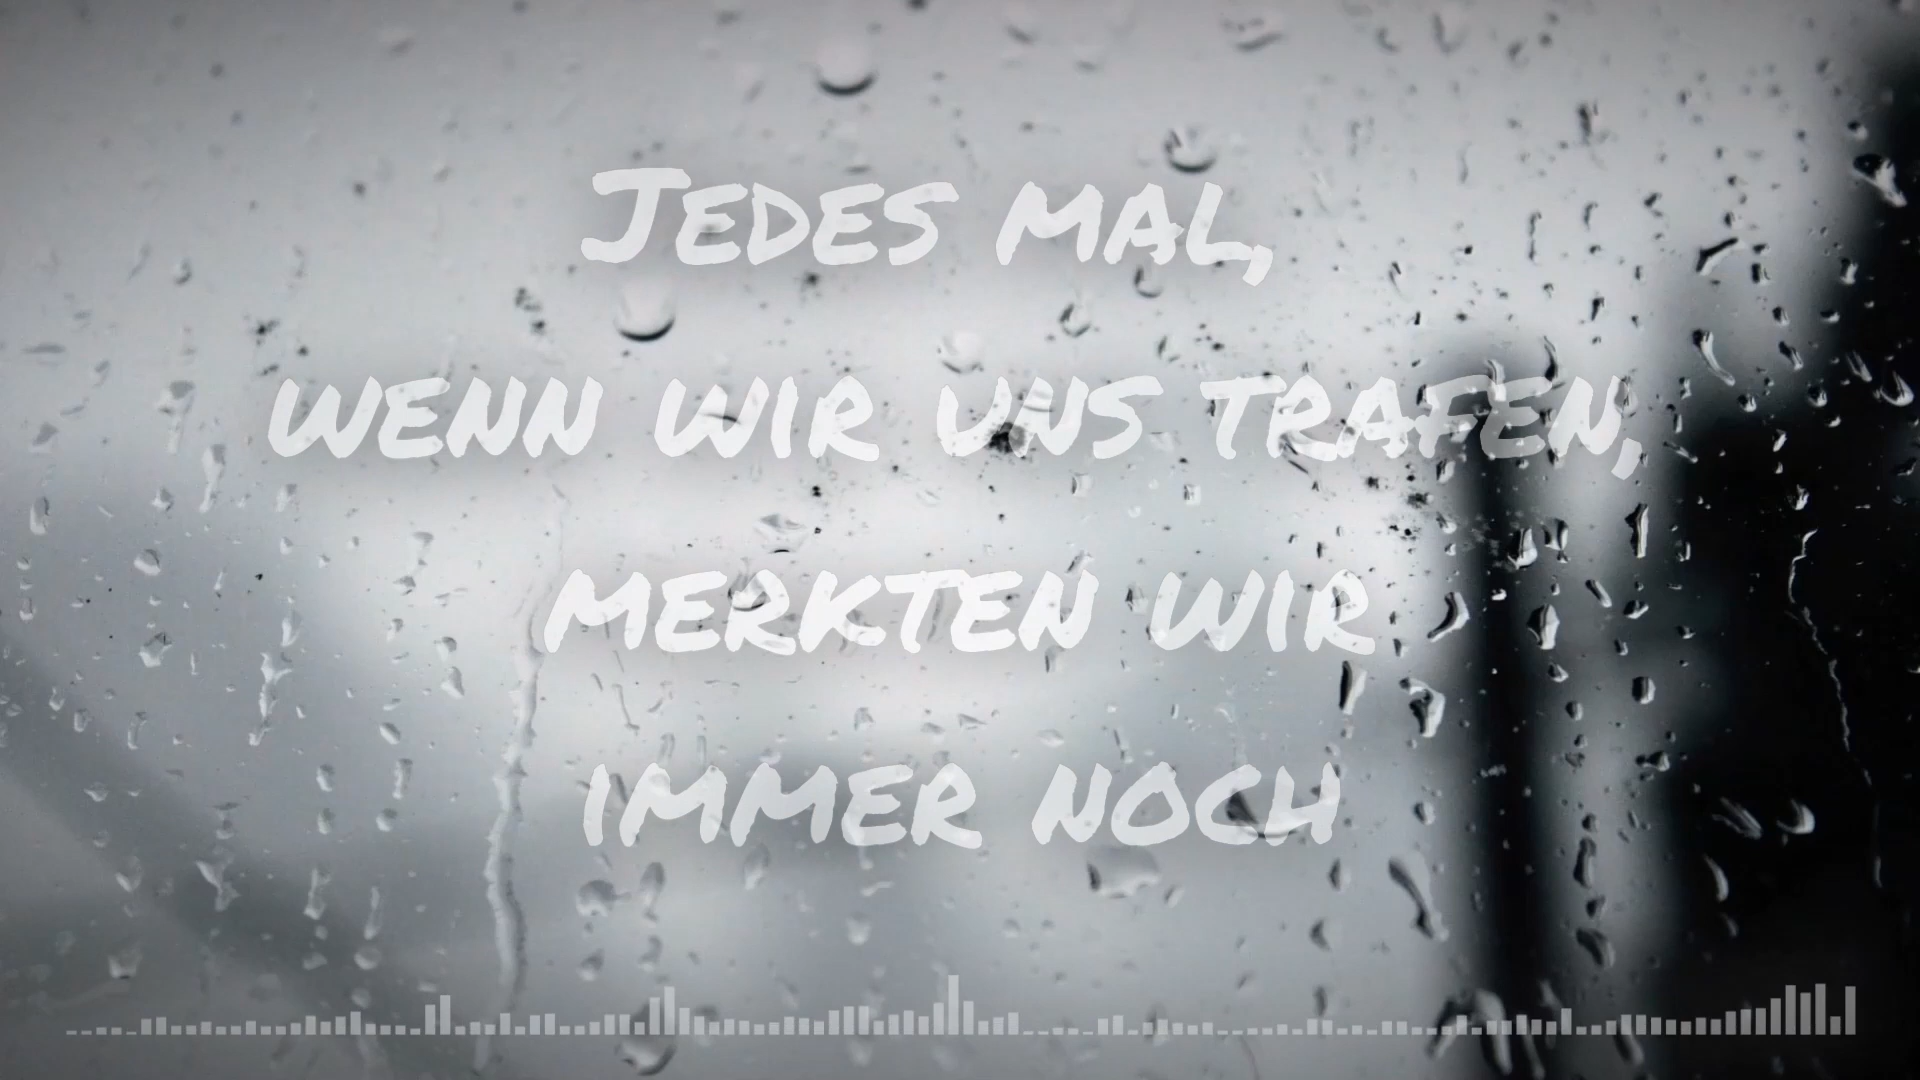 Jedes mal,
wenn wir uns trafen,
merkten wir
immer noch